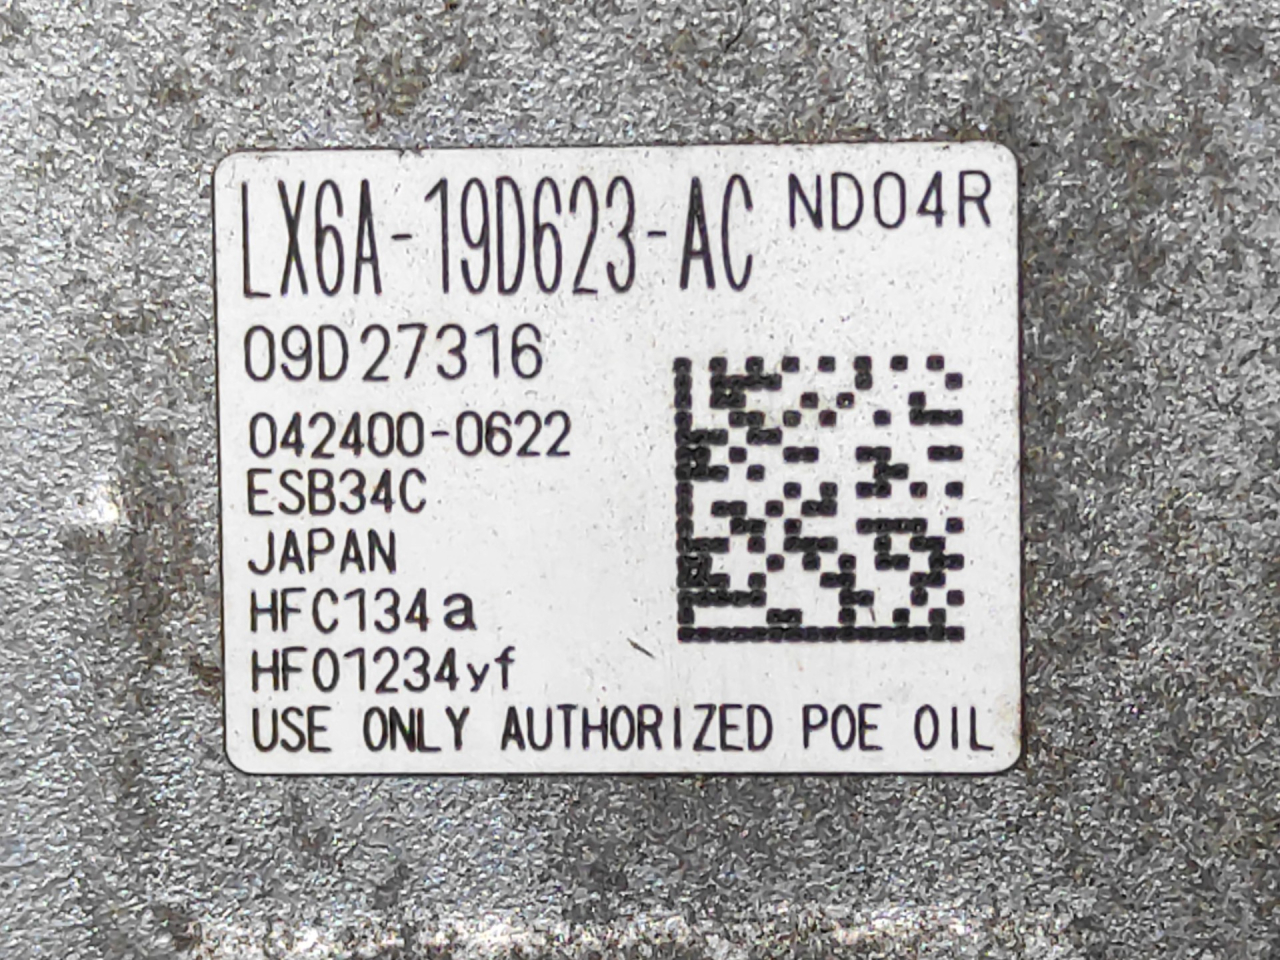 LX6A-19D623-AC ND04R
09D27316
042400-0622
ESB34C
JAPAN
HFC134a
HFO1234yf
USE ONLY AUTHORIZED POE OIL